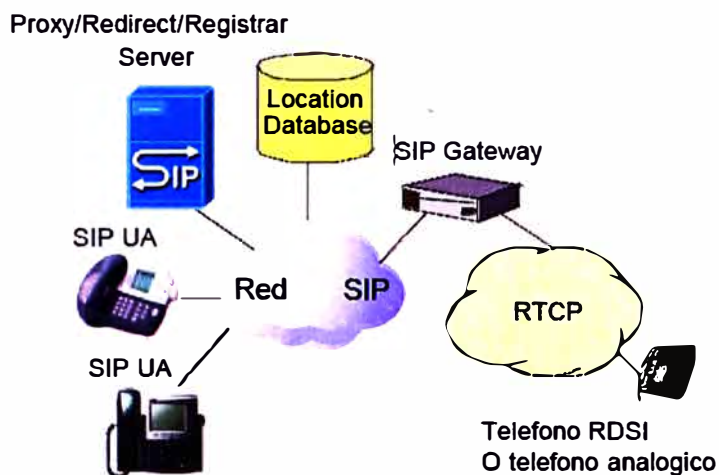 Proxy/Redirect/Registrar
Server
SIP
Location
Database
SIP Gateway
SIP UA
Red SIP
RTCP
SIP UA
Telefono RDSI
O telefono analogico